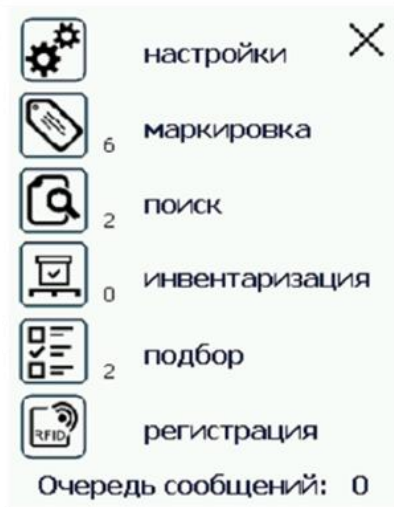 настройки
6 маркировка
2 поиск
0 инвентаризация
2 подбор
RFID регистрация
Очередь сообщений: 0